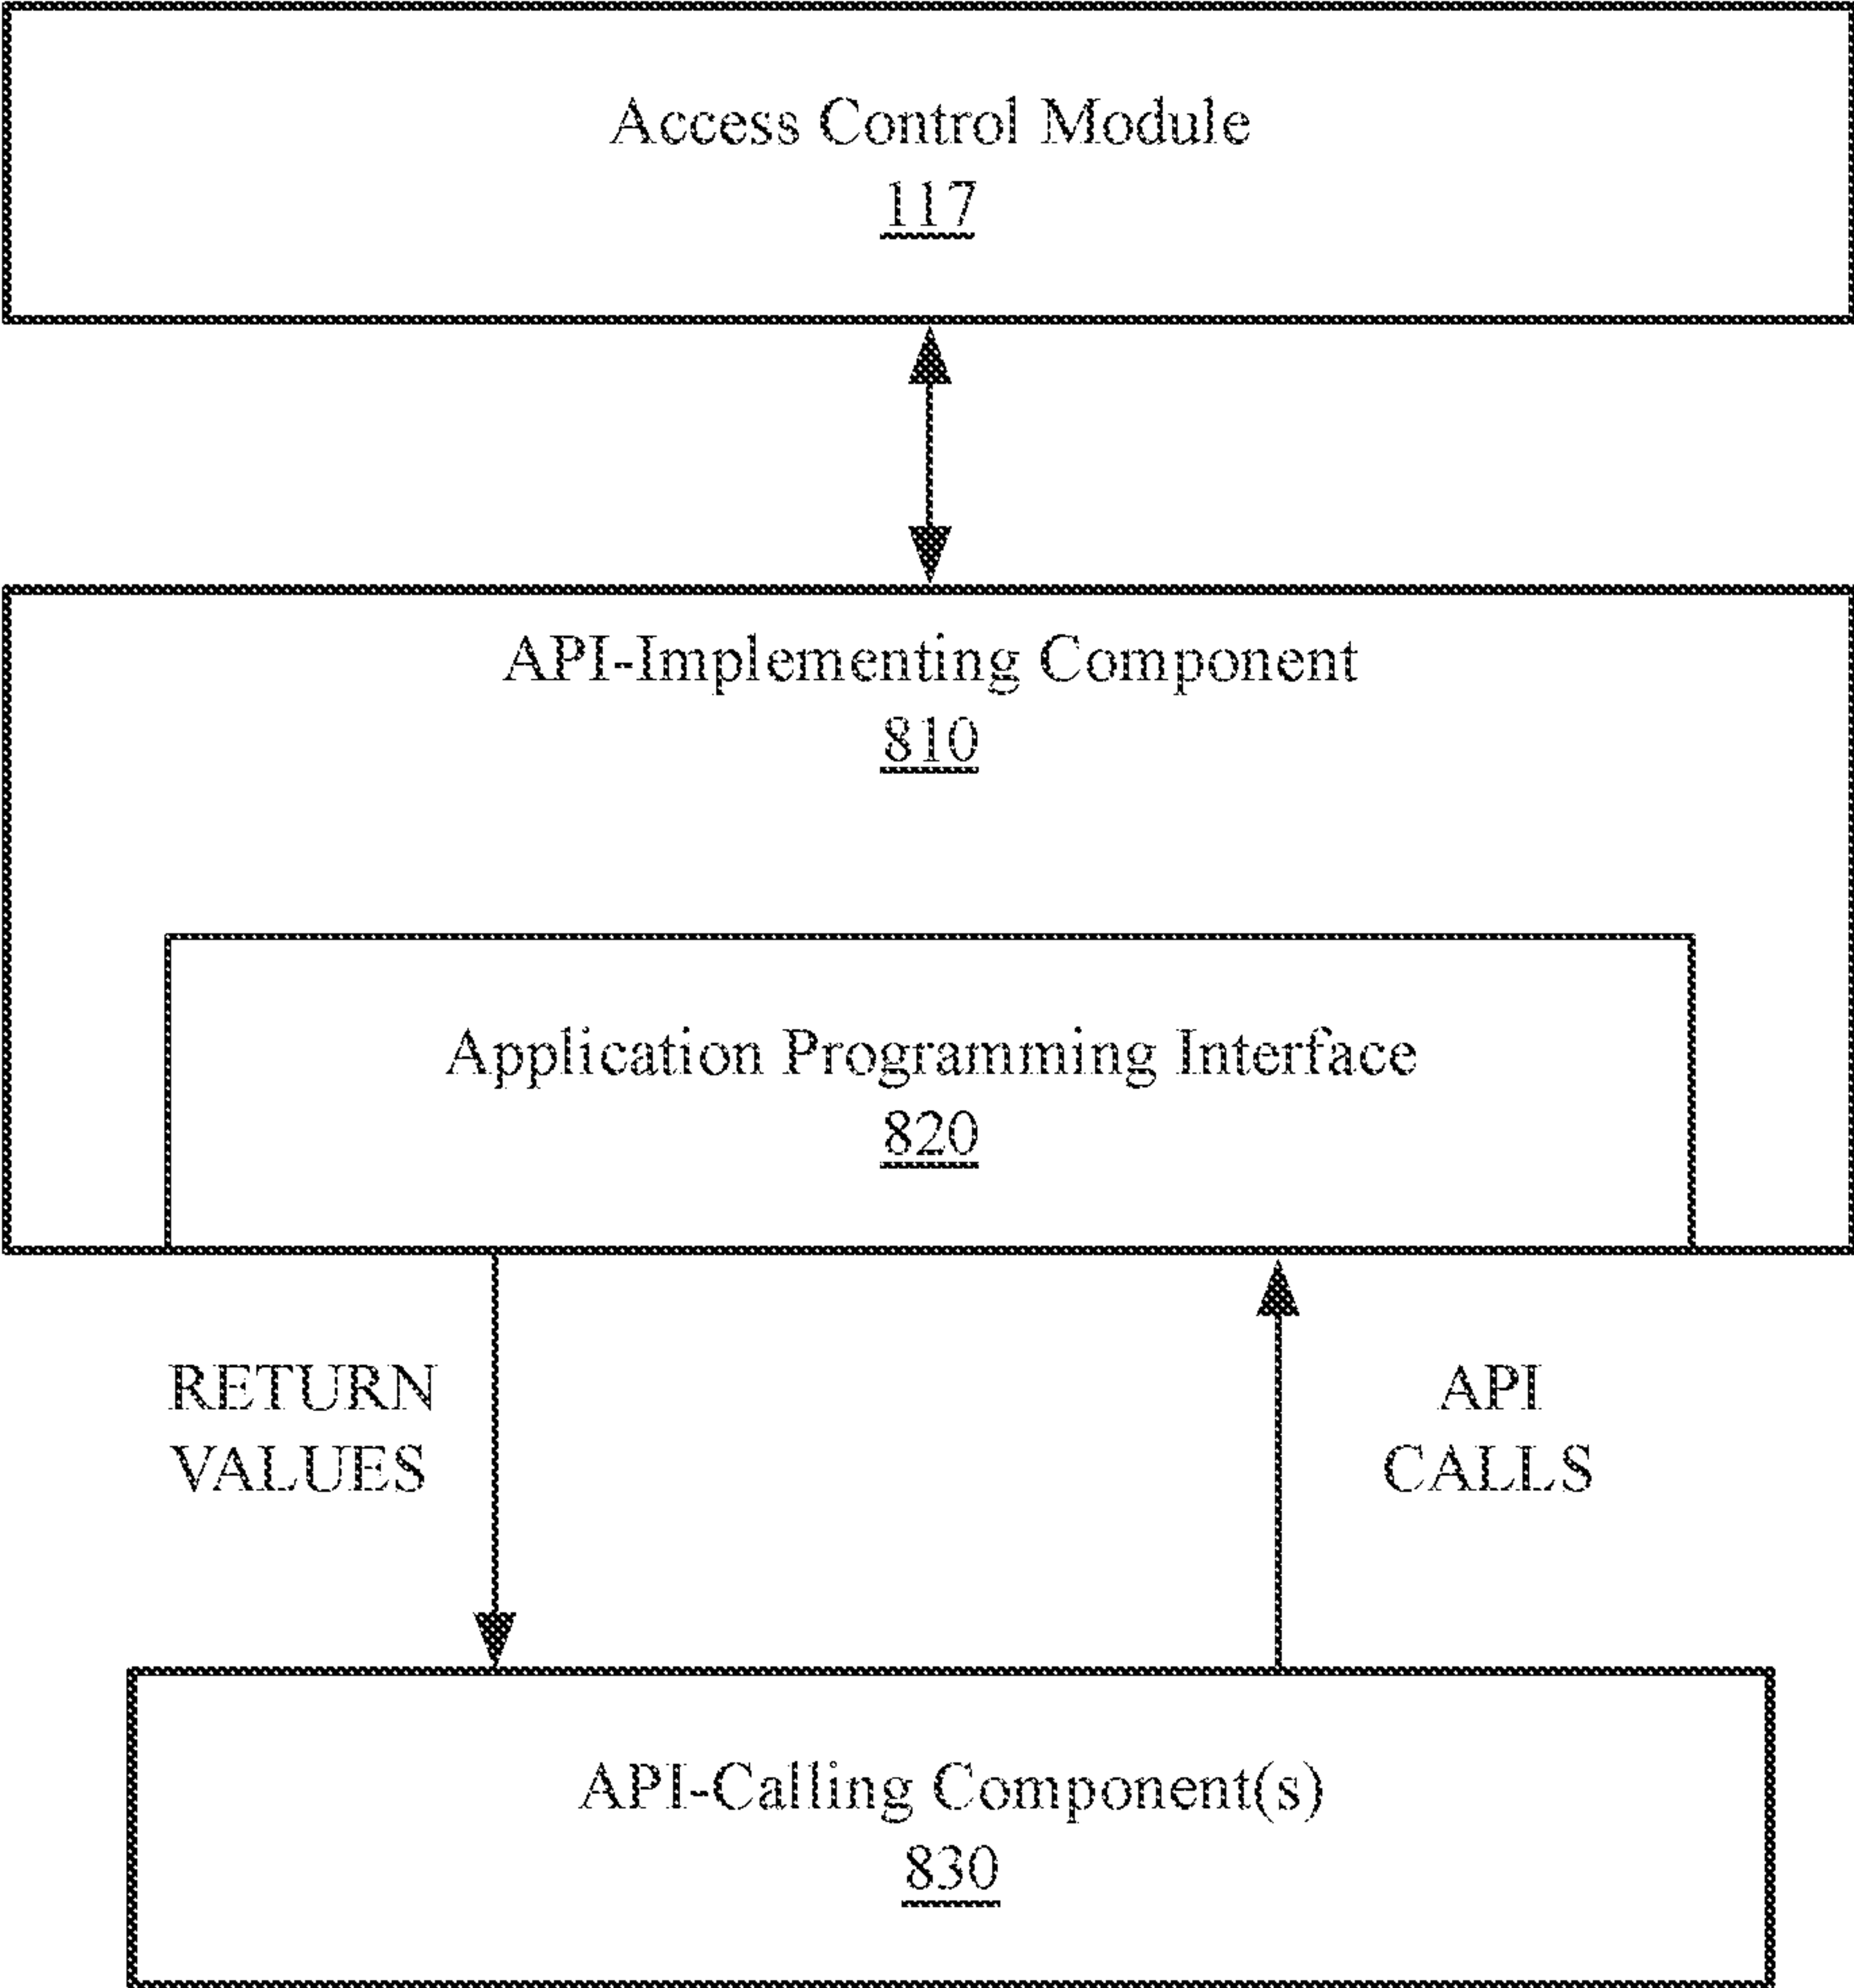 Access Control Module
117
API-Implementing Component
810
Application Programming Interface
820
RETURN
VALUES
API
CALLS
API-Calling Component(s)
830